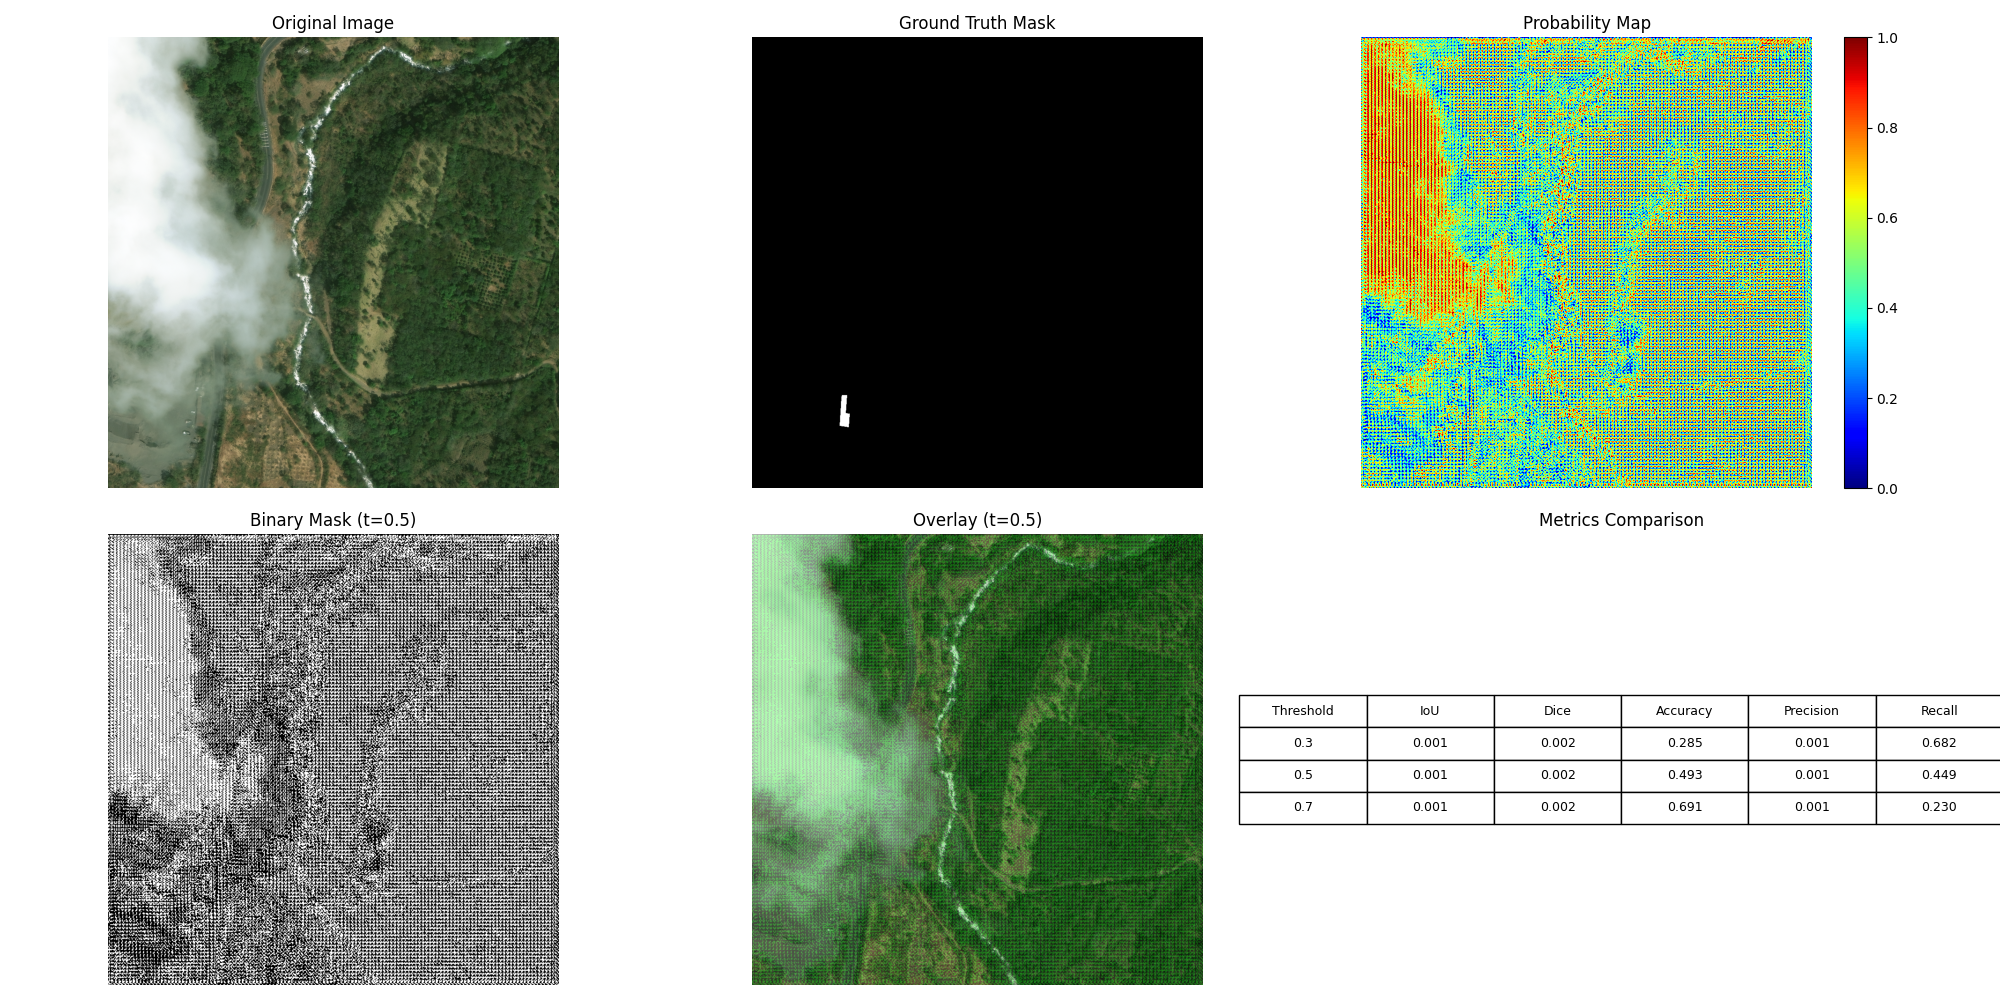 Original Image
Ground Truth Mask
Probability Map
1.0
0.8
0.6
0.4
0.2
0.0
Binary Mask (t=0.5)
Overlay (t=0.5)
Metrics Comparison
Threshold IoU Dice Accuracy Precision Recall
0.3 0.001 0.002 0.285 0.001 0.682
0.5 0.001 0.002 0.493 0.001 0.449
0.7 0.001 0.002 0.691 0.001 0.230